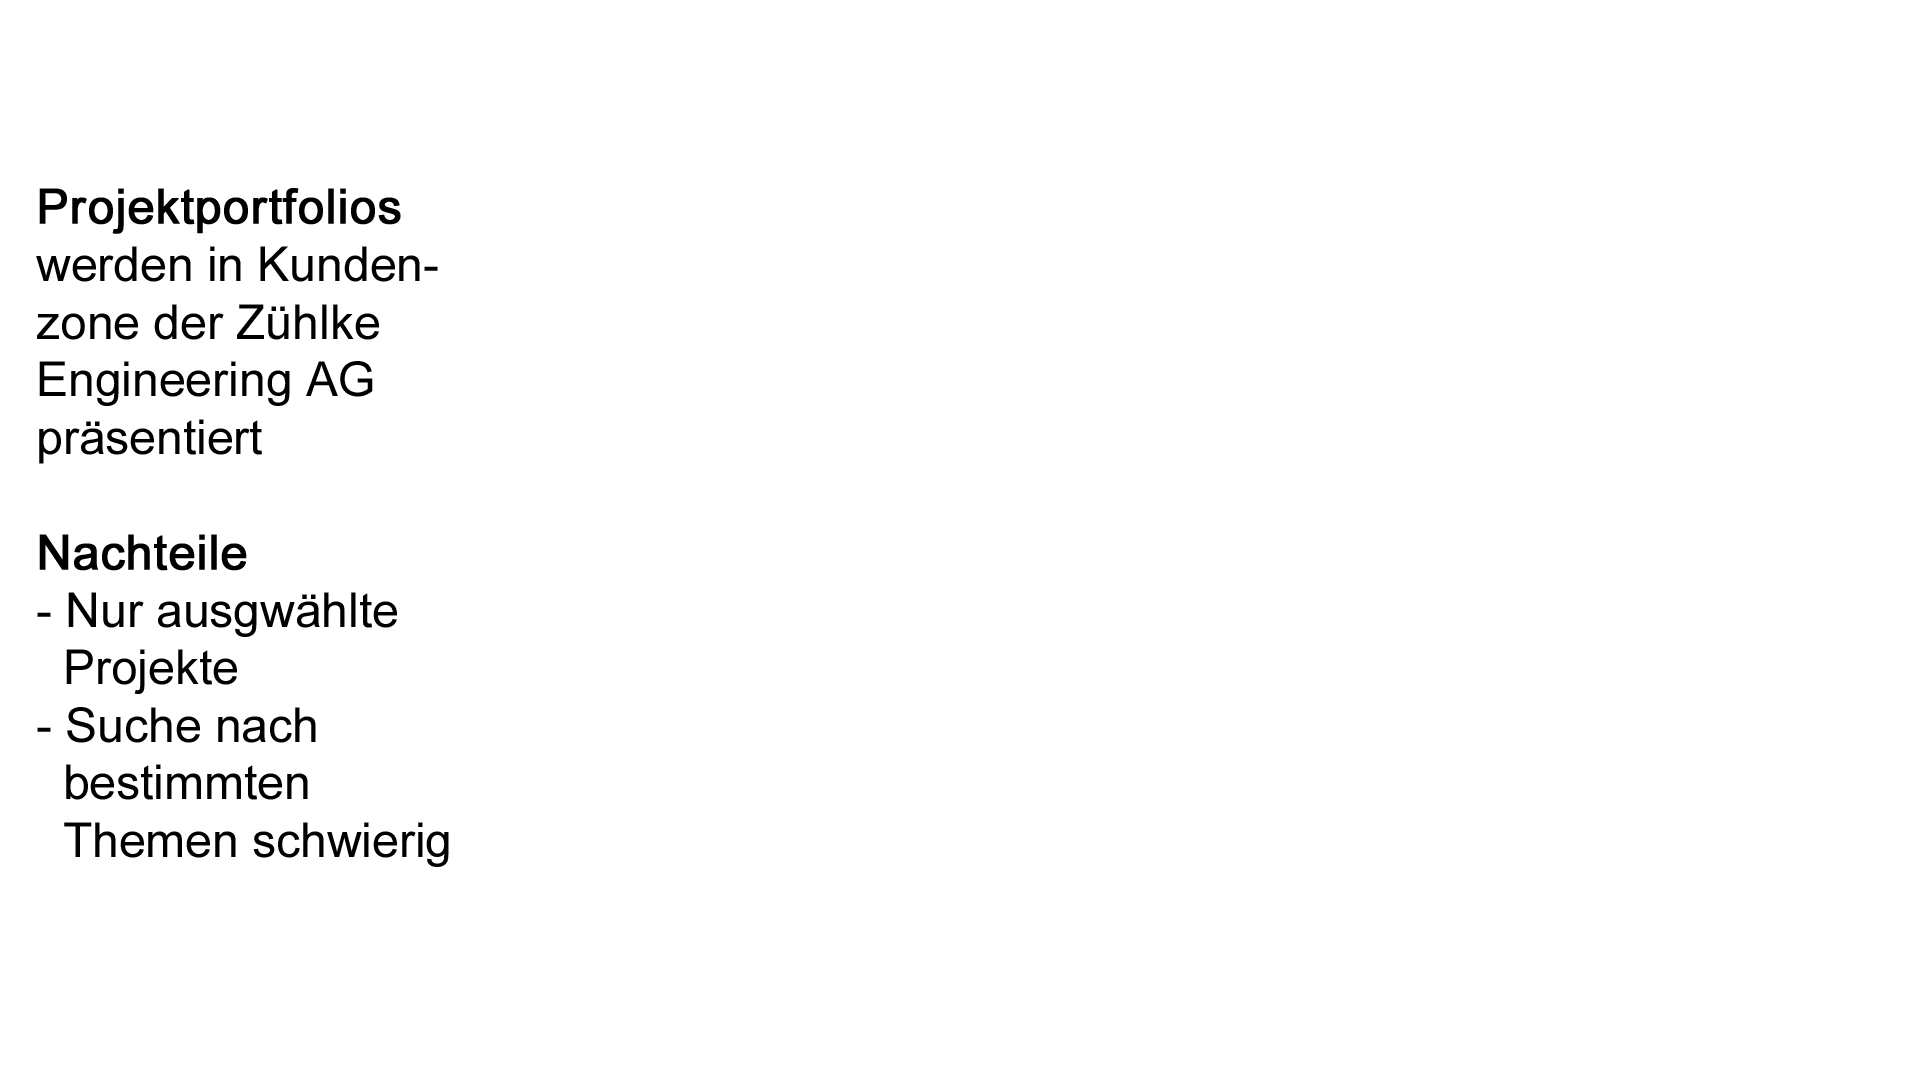 Projektportfolios
werden in Kunden-
zone der Zühlke
Engineering AG
präsentiert
Nachteile
- Nur ausgwählte
Projekte
- Suche nach
bestimmten
Themen schwierig